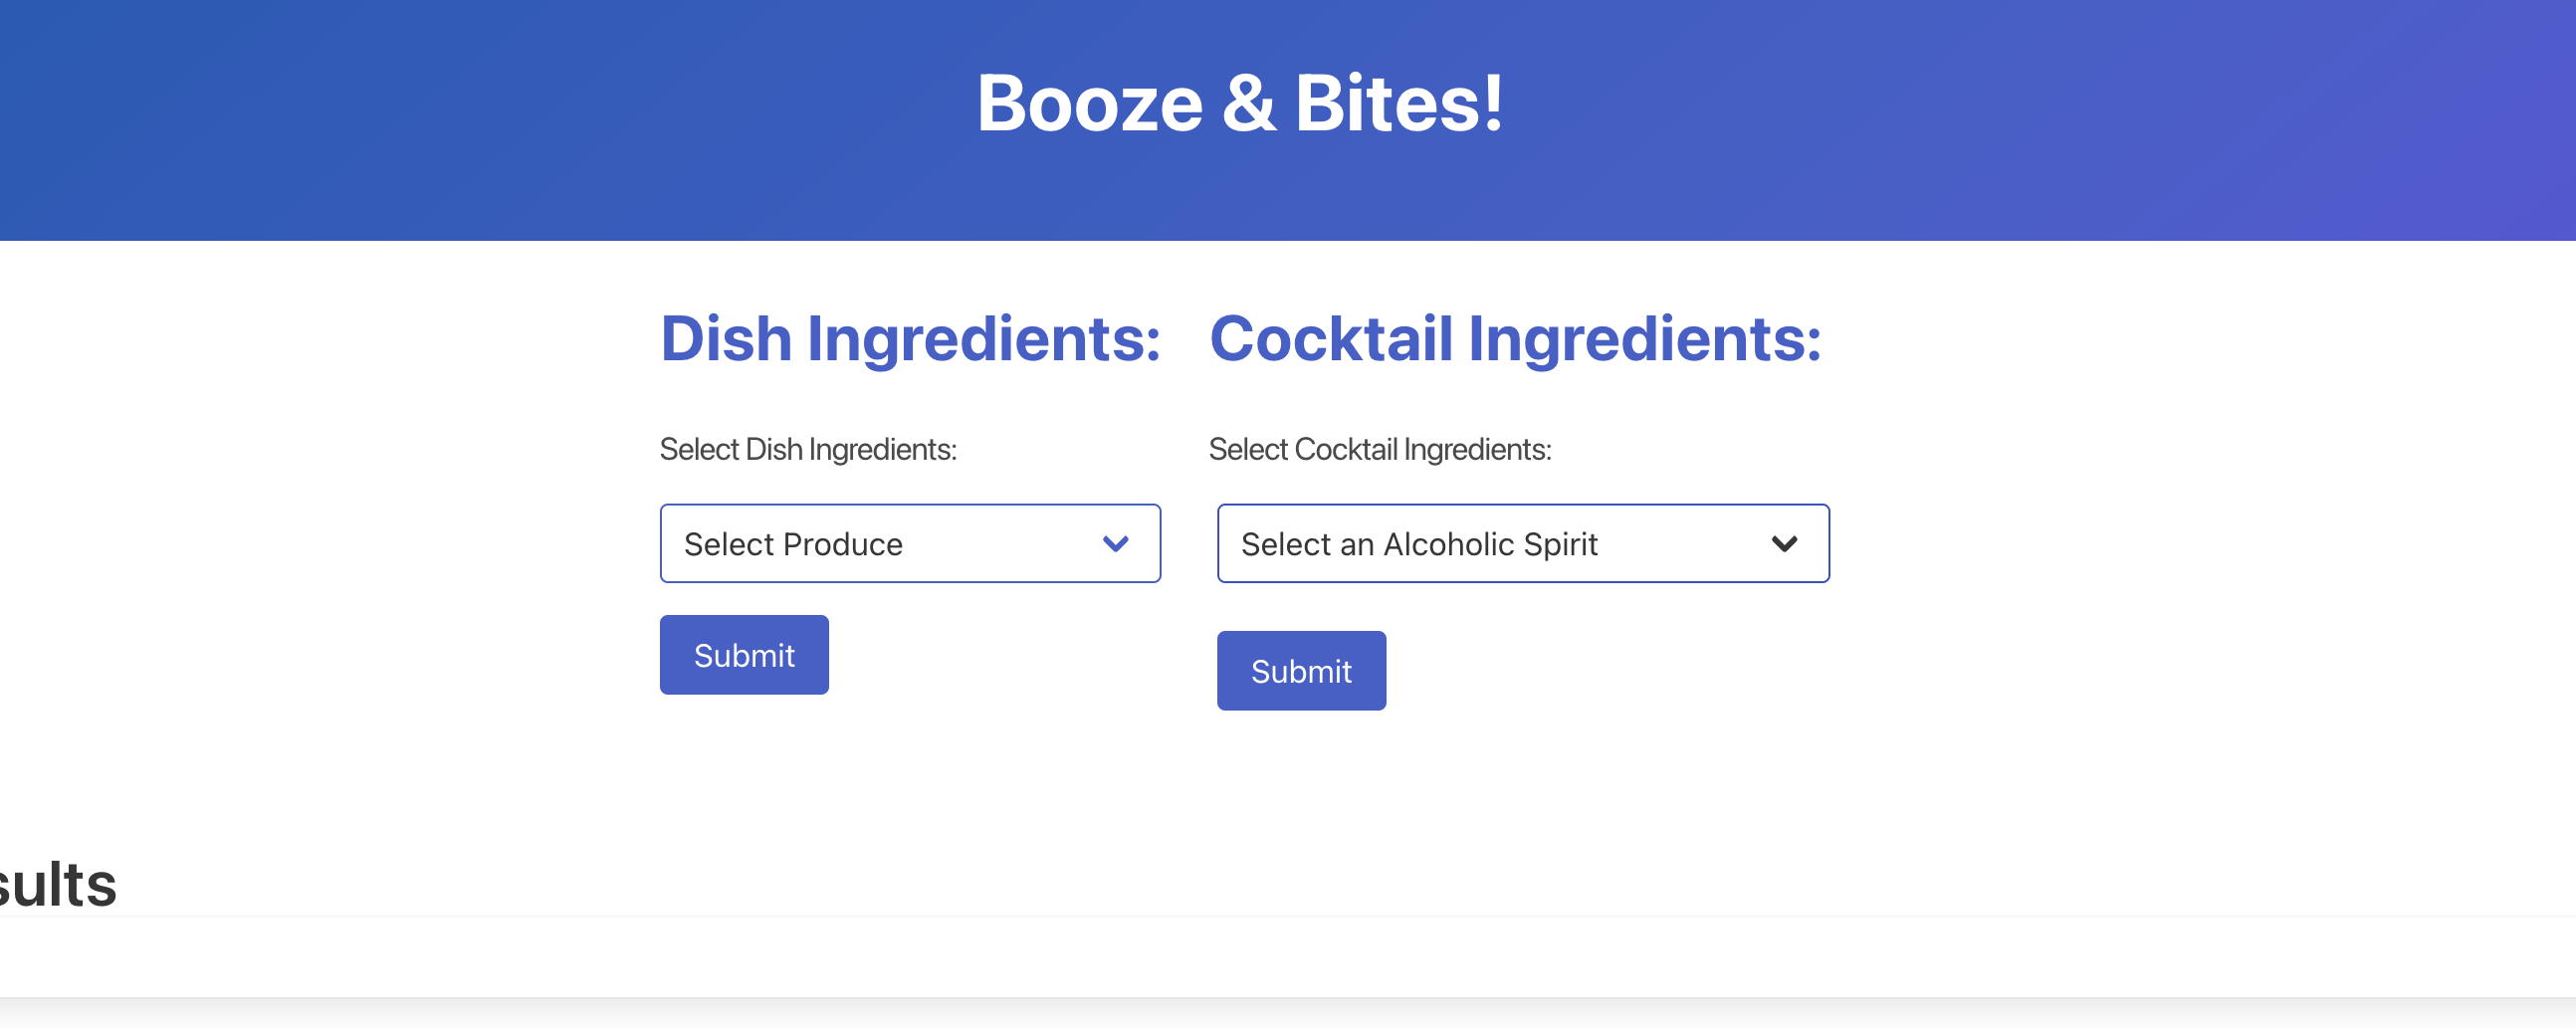 Booze & Bites!
Dish Ingredients:
Cocktail Ingredients:
Select Dish Ingredients:
Select Cocktail Ingredients:
Select Produce
Select an Alcoholic Spirit
Submit
Submit
sults